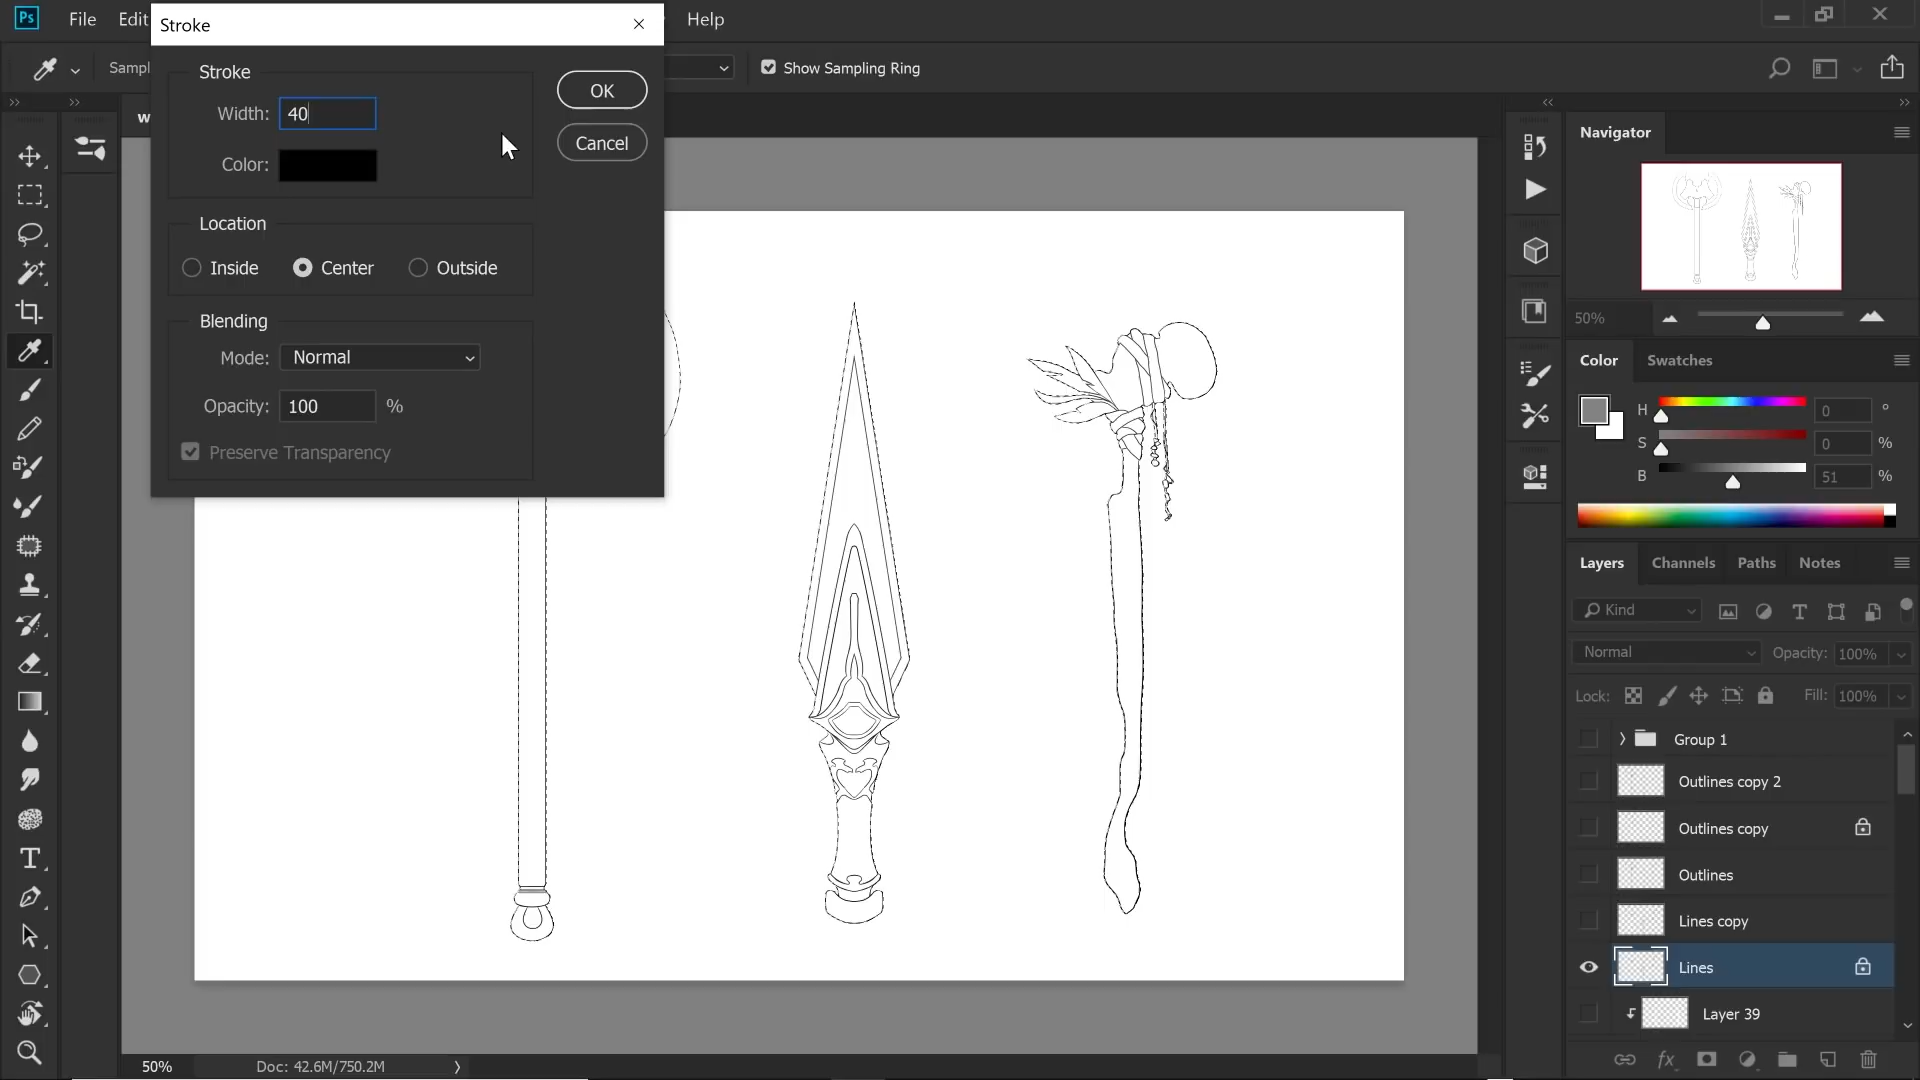 Ps
File
Edit
Help
Stroke
Sampl
Show Sampling Ring
Stroke
Width: 40
Color:
OK
Cancel
Location
Inside
Center
Outside
Blending
Mode: Normal
Opacity: 100 %
Preserve Transparency
w
Navigator
50%
Color
Swatches
H 0 °
S 0 %
B 51 %
Layers
Channels
Paths
Notes
Kind
Normal
Opacity: 100%
Lock:
Fill: 100%
Group 1
Outlines copy 2
Outlines copy
Outlines
Lines copy
Lines
Layer 39
fx
50%
Doc: 42.6M/750.2M